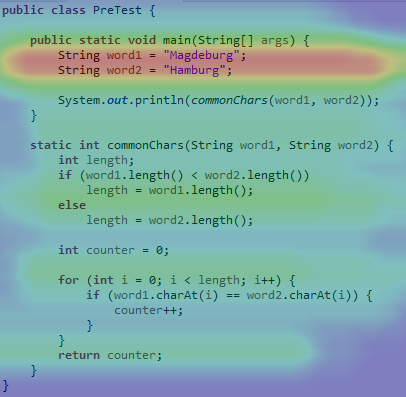 public class PreTest {
public static void main(String[] args) {
String word1 = "Magdeburg";
String word2 = "Hamburg";
System.out.println(commonChars(word1, word2));
}
static int commonChars(String word1, String word2) {
int length;
if (word1.length() < word2.length())
length = word1.length();
else
length = word2.length();
int counter = 0;
for (int i = 0; i < length; i++) {
if (word1.charAt(i) == word2.charAt(i)) {
counter++;
}
}
return counter;
}
}